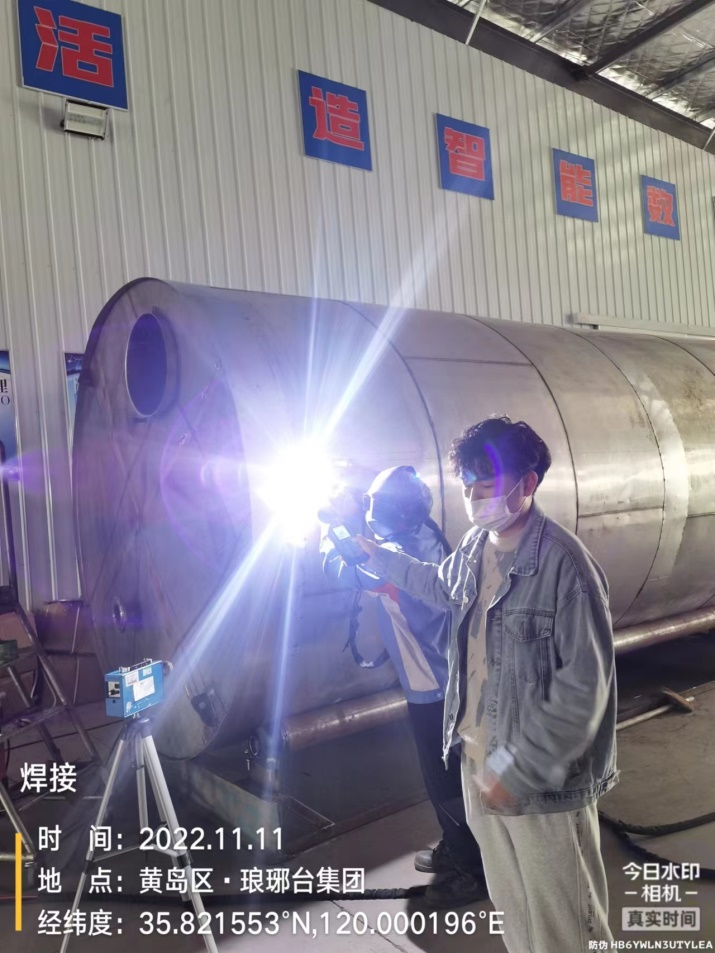 活
造
智
能
数
焊接
时 间：2022.11.11
地 点：黄岛区·琅琊台集团
经纬度：35.821553°N,120.000196°E
今日水印
-相机-
真实时间
防伪 HB6YWLN3UTYLEA